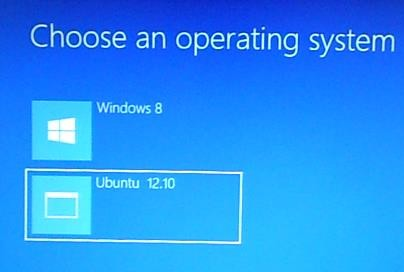 Choose an operating system
Windows 8
Ubuntu 12.10